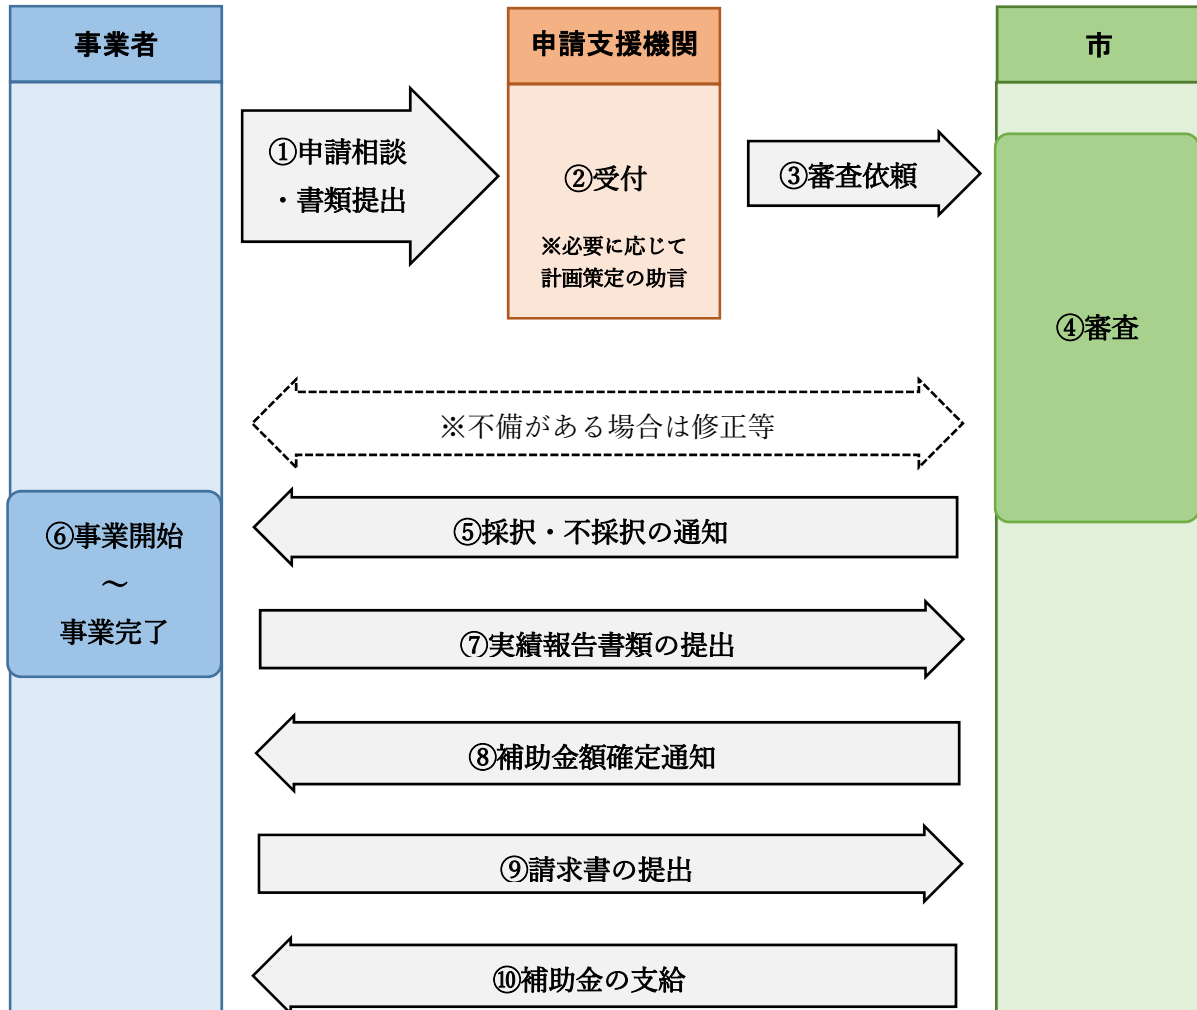 事業者
申請支援機関
市
①申請相談
・書類提出
②受付
※必要に応じて
計画策定の助言
③審査依頼
④審査
※不備がある場合は修正等
⑤採択・不採択の通知
⑥事業開始
～
事業完了
⑦実績報告書類の提出
⑧補助金額確定通知
⑨請求書の提出
⑩補助金の支給